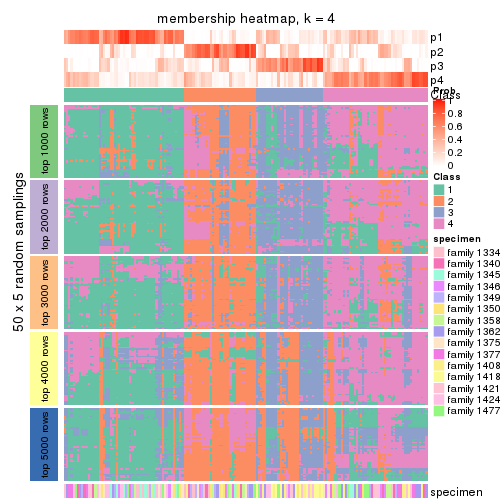 membership heatmap, k = 4
p1
p2
p3
p4
Class
Prob
1
0.8
0.6
0.4
0.2
0
Class
1
2
3
4
specimen
family 1334
family 1340
family 1345
family 1346
family 1349
family 1350
family 1358
family 1362
family 1375
family 1377
family 1408
family 1418
family 1421
family 1424
family 1477
50 x 5 random samplings
top 1000 rows
top 2000 rows
top 3000 rows
top 4000 rows
top 5000 rows
specimen